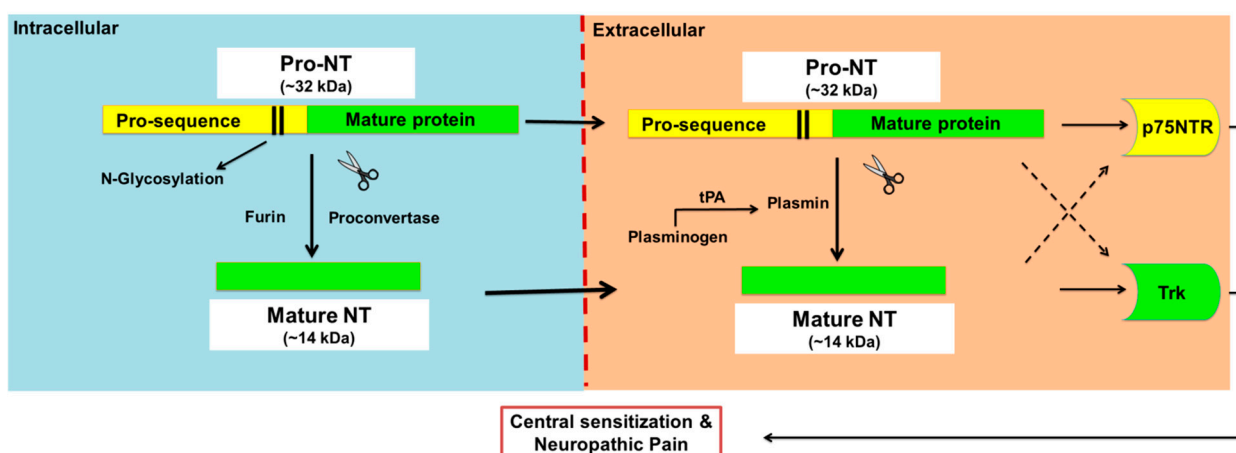 Intracellular
Pro-NT
(~32 kDa)
Pro-sequence
Mature protein
N-Glycosylation
Furin
Proconvertase
Mature NT
(~14 kDa)
Extracellular
Pro-NT
(~32 kDa)
Pro-sequence
Mature protein
p75NTR
tPA
Plasmin
Plasminogen
Trk
Mature NT
(~14 kDa)
Central sensitization &
Neuropathic Pain